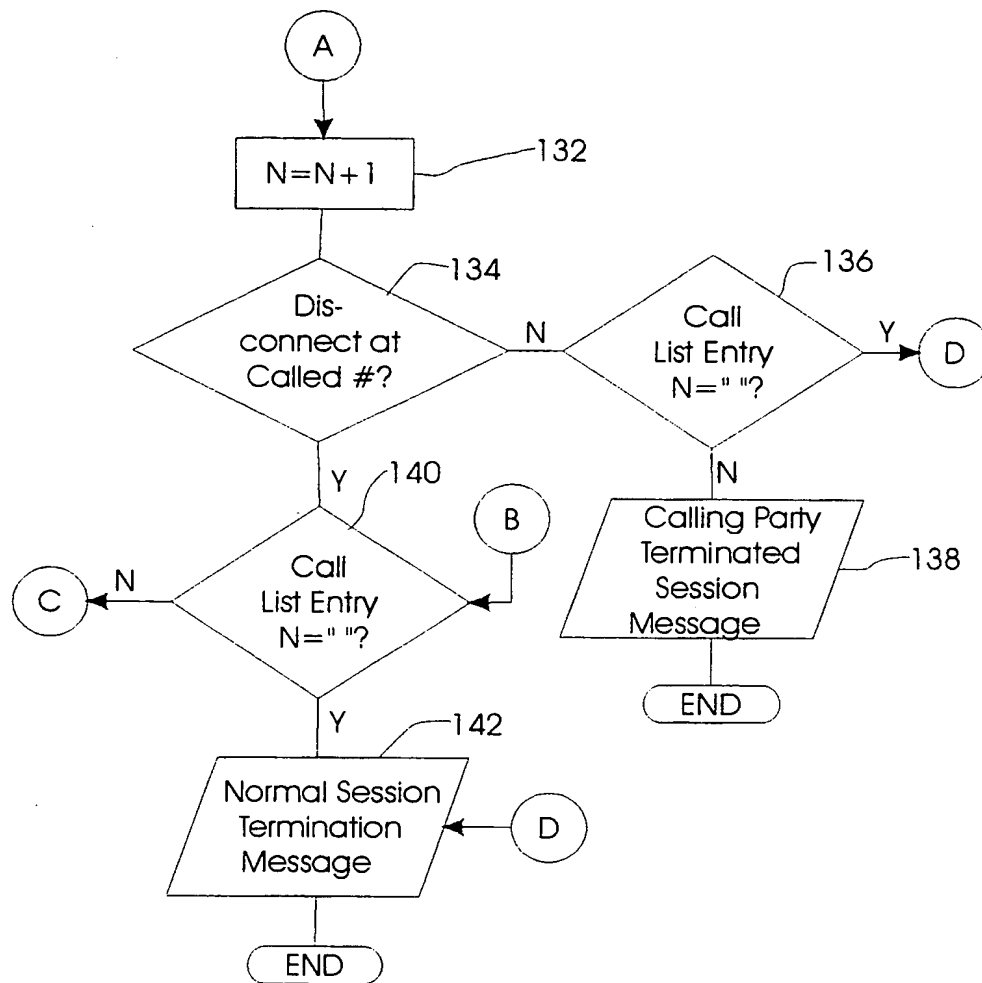 A
N=N+1
132
Dis-
connect at
Called #?
134
N
Call
List Entry
N=" "?
136
Y
D
Y
N
Calling Party
Terminated
Session
Message
138
END
140
B
Call
List Entry
N=" "?
N
C
Y
142
Normal Session
Termination
Message
D
END